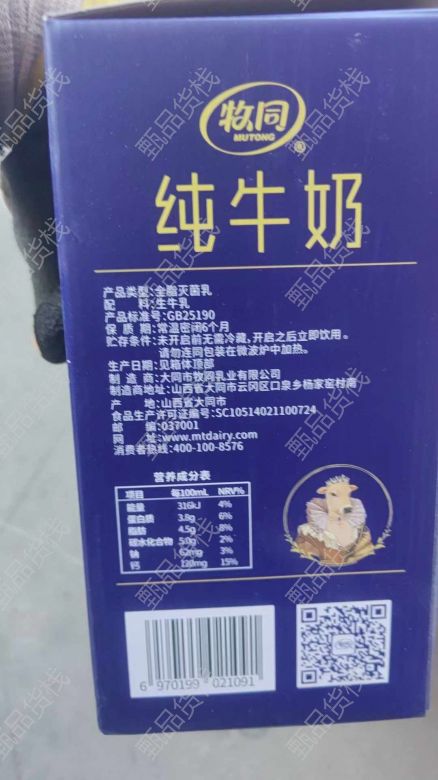 牧同
MUTONG
®
纯牛奶
产品类型:全脂灭菌乳
配 料:生牛乳
产品标准号:GB25190
保 质 期:常温密闭6个月
贮存条件:未开启前无需冷藏,开启之后立即饮用。
请勿连同包装在微波炉中加热。
生产日期:见箱体顶部
制 造 商:大同市牧同乳业有限公司
制造商地址:山西省大同市云冈区口泉乡杨家窑村南
产 地:山西省大同市
食品生产许可证编号:SC10514021100724
邮 编:037001
网 址:www.mtdairy.com
消费者热线:400-100-8576
营养成分表
项目 每100mL NRV%
能量 316kJ 4%
蛋白质 3.8g 6%
脂肪 4.5g 8%
碳水化合物 5.0g 2%
钠 62mg 3%
钙 120mg 15%
6 970199 021091
甄品货栈